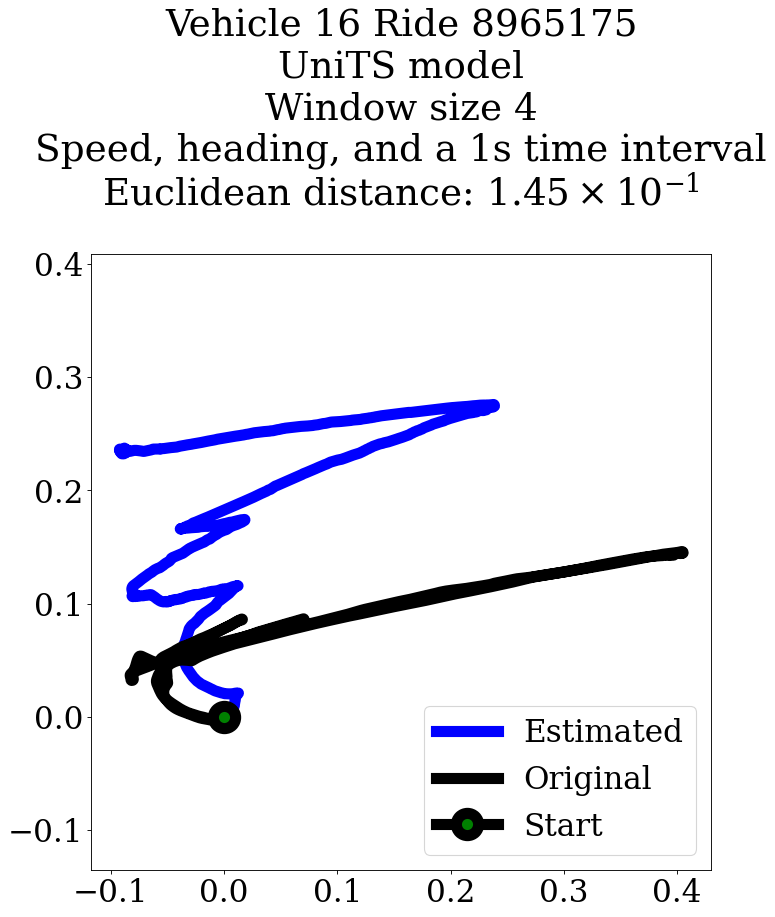 Vehicle 16 Ride 8965175
UniTS model
Window size 4
Speed, heading, and a 1s time interval
Euclidean distance: 1.45 × 10⁻¹
0.4
0.3
0.2
0.1
0.0
−0.1
Estimated
Original
Start
−0.1 0.0 0.1 0.2 0.3 0.4